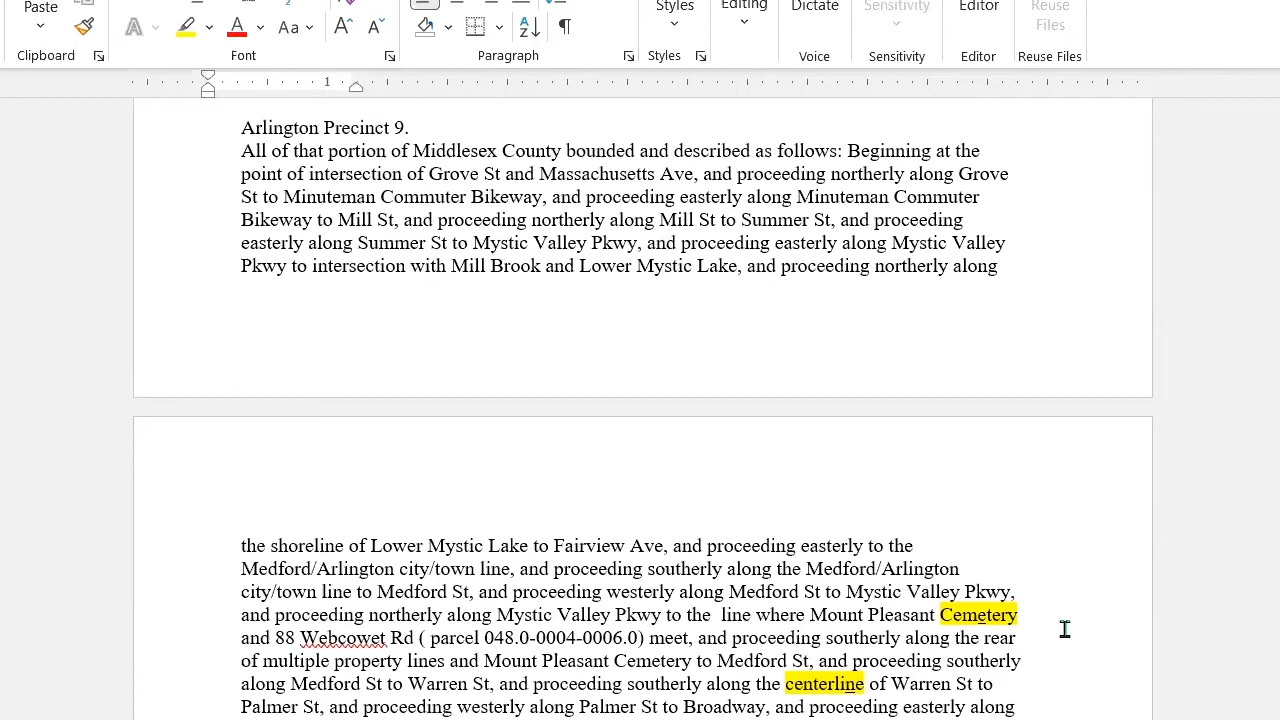 Paste
Styles
Editing
Dictate
Sensitivity
Editor
Reuse
Files
A A Aa A A A Z ¶
Clipboard Font Paragraph Styles Voice Sensitivity Editor Reuse Files
1
Arlington Precinct 9.
All of that portion of Middlesex County bounded and described as follows: Beginning at the
point of intersection of Grove St and Massachusetts Ave, and proceeding northerly along Grove
St to Minuteman Commuter Bikeway, and proceeding easterly along Minuteman Commuter
Bikeway to Mill St, and proceeding northerly along Mill St to Summer St, and proceeding
easterly along Summer St to Mystic Valley Pkwy, and proceeding easterly along Mystic Valley
Pkwy to intersection with Mill Brook and Lower Mystic Lake, and proceeding northerly along
the shoreline of Lower Mystic Lake to Fairview Ave, and proceeding easterly to the
Medford/Arlington city/town line, and proceeding southerly along the Medford/Arlington
city/town line to Medford St, and proceeding westerly along Medford St to Mystic Valley Pkwy,
and proceeding northerly along Mystic Valley Pkwy to the  line where Mount Pleasant Cemetery
and 88 Webcowet Rd ( parcel 048.0-0004-0006.0) meet, and proceeding southerly along the rear
of multiple property lines and Mount Pleasant Cemetery to Medford St, and proceeding southerly
along Medford St to Warren St, and proceeding southerly along the centerline of Warren St to
Palmer St, and proceeding westerly along Palmer St to Broadway, and proceeding easterly along